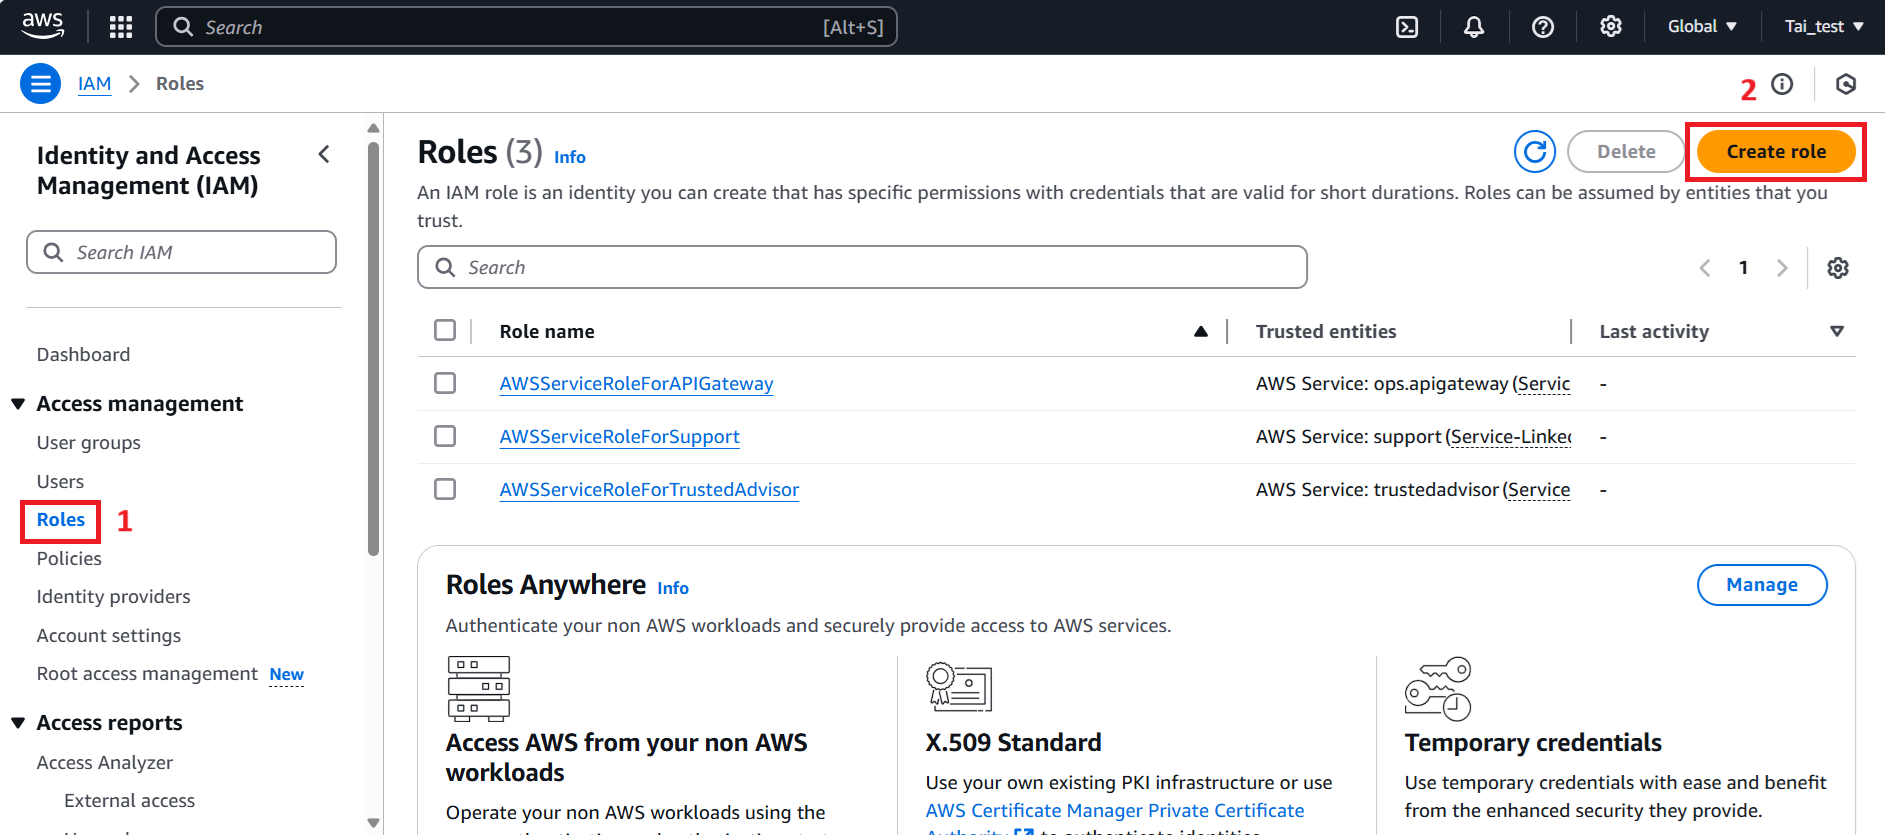 aws
Search [Alt+S]
Global
Tai_test
IAM
Roles
2
Identity and Access
Management (IAM)
Search IAM
Dashboard
Access management
User groups
Users
Roles
1
Policies
Identity providers
Account settings
Root access management New
Access reports
Access Analyzer
External access
Roles (3) Info
Delete
Create role
An IAM role is an identity you can create that has specific permissions with credentials that are valid for short durations. Roles can be assumed by entities that you
trust.
Search
1
Role name
Trusted entities
Last activity
AWSServiceRoleForAPIGateway
AWS Service: ops.apigateway (Servic
-
AWSServiceRoleForSupport
AWS Service: support (Service-Linked
-
AWSServiceRoleForTrustedAdvisor
AWS Service: trustedadvisor (Service
-
Roles Anywhere Info
Manage
Authenticate your non AWS workloads and securely provide access to AWS services.
Access AWS from your non AWS
workloads
Operate your non AWS workloads using the
X.509 Standard
Use your own existing PKI infrastructure or use
AWS Certificate Manager Private Certificate
Authority to authenticate identities.
Temporary credentials
Use temporary credentials with ease and benefit
from the enhanced security they provide.